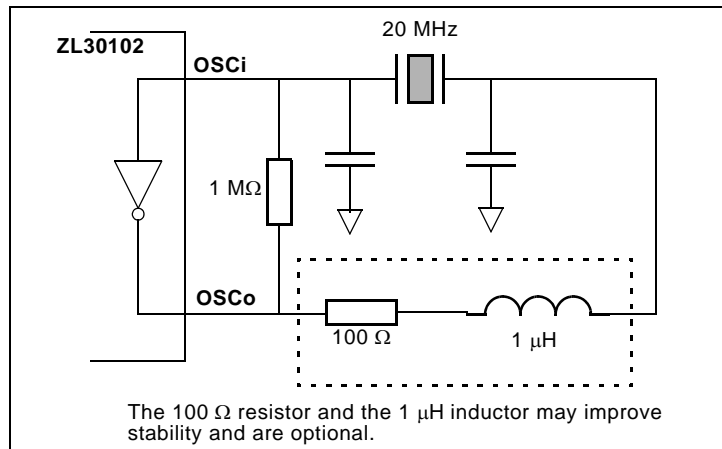 20 MHz
ZL30102
OSCi
1 MΩ
OSCo
100 Ω
1 μH
The 100 Ω resistor and the 1 μH inductor may improve
stability and are optional.